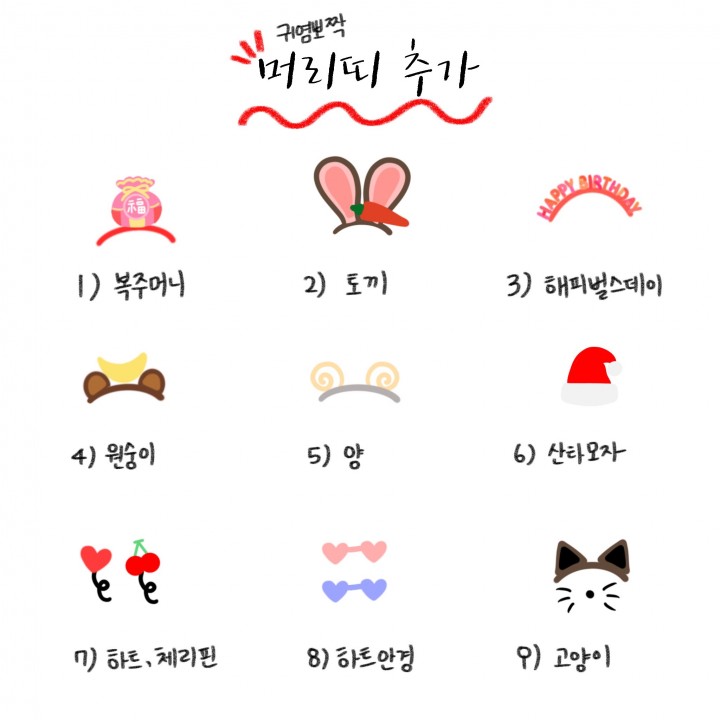 귀염뽀짝
머리띠 추가
福
HAPPY BIRTHDAY
1) 복주머니
2) 토끼
3) 해피벌스데이
4) 원숭이
5) 양
6) 산타모자
7) 하트, 체리핀
8) 하트안경
9) 고양이